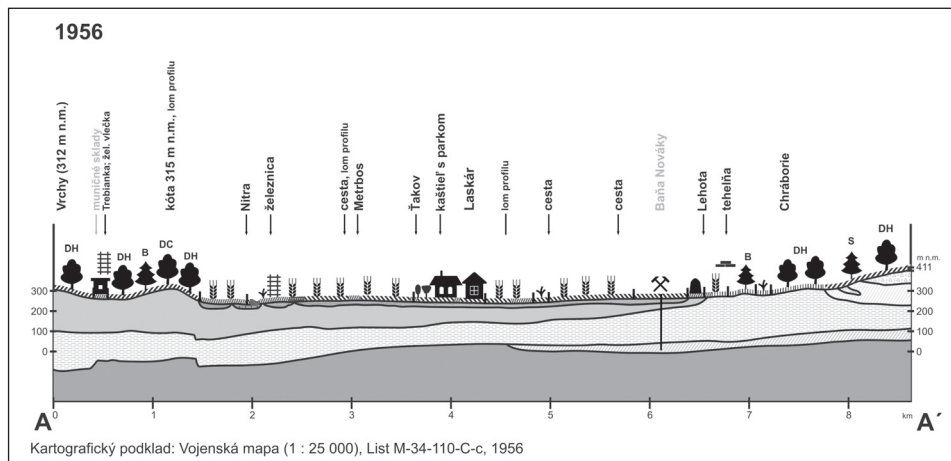 1956
Vrchy (312 m n.m.)
muničné sklady
Trebianka; žel. vlečka
kóta 315 m n.m., lom profilu
Nitra
železnica
cesta, lom profilu
Metrbos
Ťakov
kaštieľ s parkom
Laskár
lom profilu
cesta
cesta
Baňa Nováky
Lehota
tehelňa
Chráborie
DH
DH
B
DC
DH
B
DH
S
DH
m n.m.
411
300
200
100
0
300
200
100
0
A
A´
0
1
2
3
4
5
6
7
8
km
Kartografický podklad: Vojenská mapa (1 : 25 000), List M-34-110-C-c, 1956